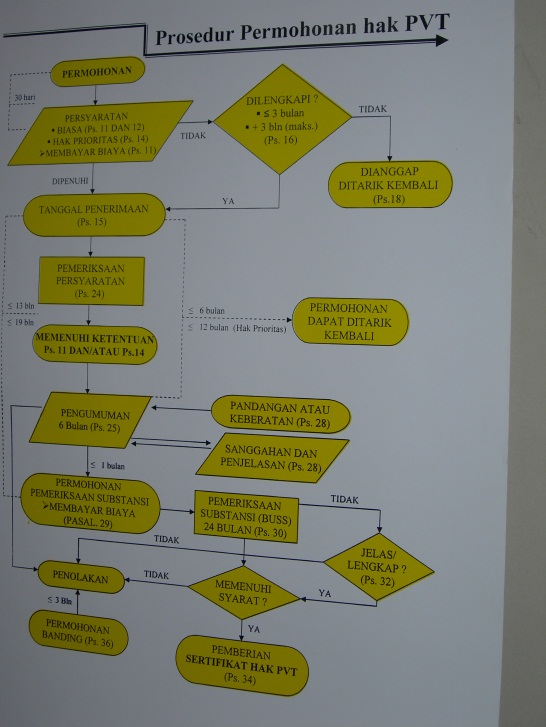 Prosedur Permohonan hak PVT
PERMOHONAN
30 hari
PERSYARATAN
▪ BIASA (Ps. 11 DAN 12)
▪ HAK PRIORITAS (Ps. 14)
➢MEMBAYAR BIAYA (Ps. 11)
TIDAK
DILENGKAPI ?
▪ ≤ 3 bulan
▪ + 3 bln (maks.)
(Ps. 16)
TIDAK
DIANGGAP
DITARIK KEMBALI
(Ps.18)
DIPENUHI
YA
TANGGAL PENERIMAAN
(Ps. 15)
PEMERIKSAAN
PERSYARATAN
(Ps. 24)
≤ 13 bln
≤ 19 bln
≤ 6 bulan
≤ 12 bulan (Hak Prioritas)
PERMOHONAN
DAPAT DITARIK
KEMBALI
MEMENUHI KETENTUAN
Ps. 11 DAN/ATAU Ps.14
PENGUMUMAN
6 Bulan (Ps. 25)
PANDANGAN ATAU
KEBERATAN (Ps. 28)
SANGGAHAN DAN
PENJELASAN (Ps. 28)
≤ 1 bulan
PERMOHONAN
PEMERIKSAAN SUBSTANSI
➢MEMBAYAR BIAYA
(PASAL. 29)
PEMERIKSAAN
SUBSTANSI (BUSS)
24 BULAN (Ps. 30)
TIDAK
JELAS/
LENGKAP ?
(Ps. 32)
TIDAK
PENOLAKAN
TIDAK
MEMENUHI
SYARAT ?
YA
≤ 3 Bln
PERMOHONAN
BANDING (Ps. 36)
YA
PEMBERIAN
SERTIFIKAT HAK PVT
(Ps. 34)